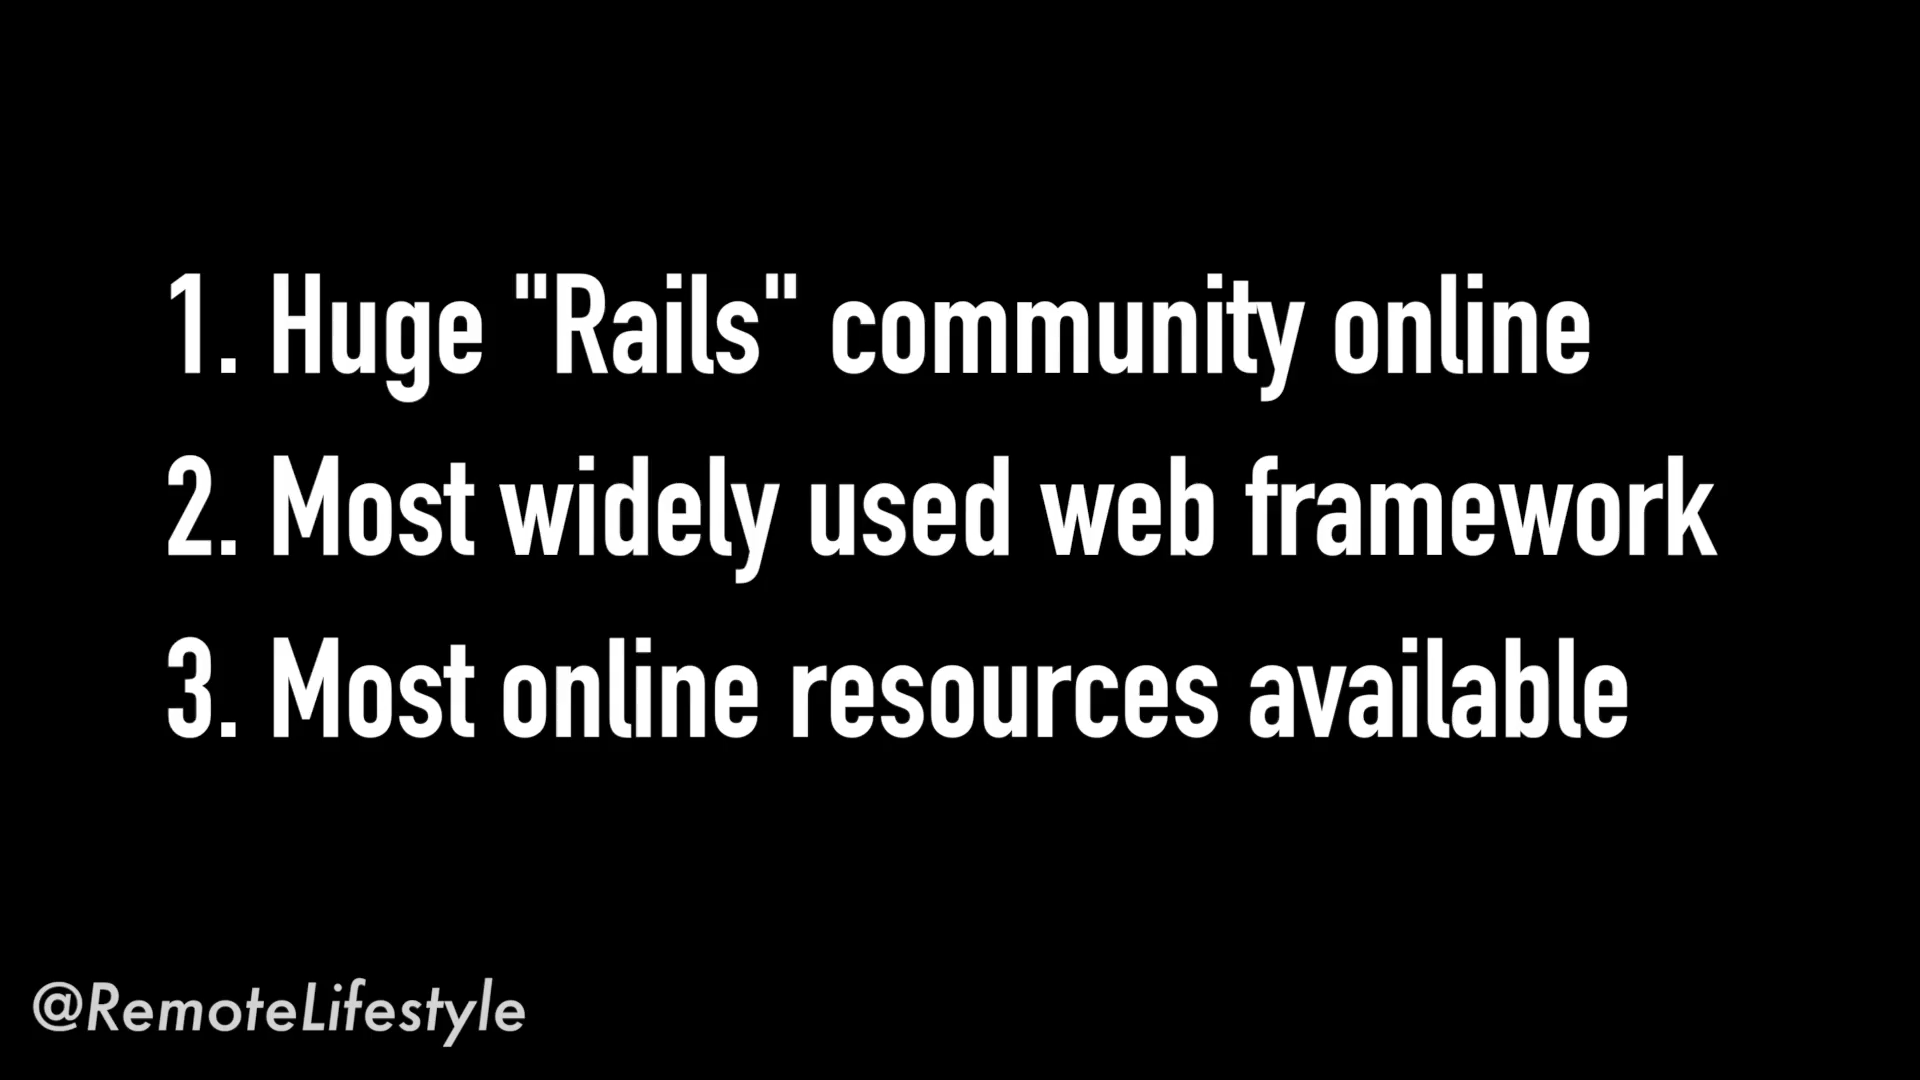 1. Huge "Rails" community online
2. Most widely used web framework
3. Most online resources available
@RemoteLifestyle